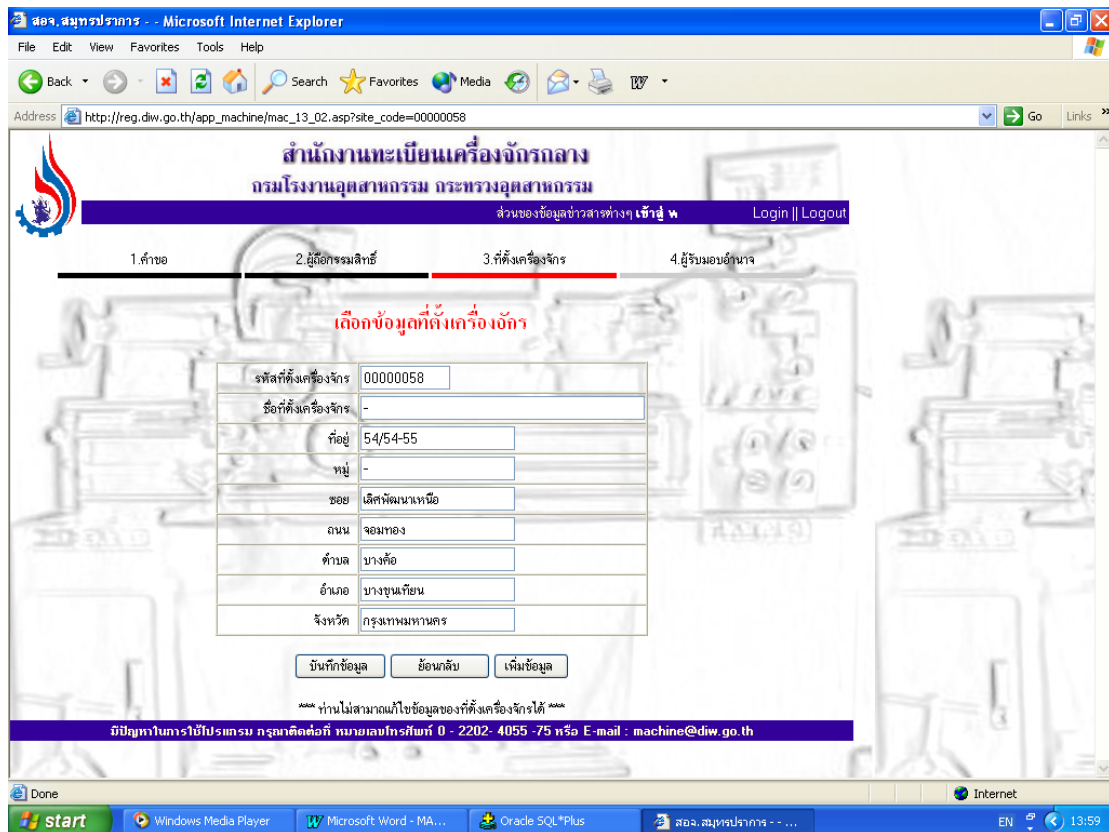 สอจ.สมุทรปราการ - - Microsoft Internet Explorer
File Edit View Favorites Tools Help
Back Search Favorites Media
Address http://reg.diw.go.th/app_machine/mac_13_02.asp?site_code=00000058 Go Links »
สำนักงานทะเบียนเครื่องจักรกลาง
กรมโรงงานอุตสาหกรรม กระทรวงอุตสาหกรรม
ส่วนของข้อมูลข่าวสารต่างๆ เข้าสู่ พ Login || Logout
1.คำขอ 2.ผู้ถือกรรมสิทธิ์ 3.ที่ตั้งเครื่องจักร 4.ผู้รับมอบอำนาจ
เลือกข้อมูลที่ตั้งเครื่องจักร
รหัสที่ตั้งเครื่องจักร 00000058
ชื่อที่ตั้งเครื่องจักร -
ที่อยู่ 54/54-55
หมู่ -
ซอย เลิศพัฒนาเหนือ
ถนน จอมทอง
ตำบล บางค้อ
อำเภอ บางขุนเทียน
จังหวัด กรุงเทพมหานคร
บันทึกข้อมูล ย้อนกลับ เพิ่มข้อมูล
*** ท่านไม่สามาถแก้ไขข้อมูลของที่ตั้งเครื่องจักรได้ ***
มีปัญหาในการใช้โปรแกรม กรุณาติดต่อที่ หมายเลขโทรศัพท์ 0 - 2202- 4055 -75 หรือ E-mail : machine@diw.go.th
Done Internet
start Windows Media Player Microsoft Word - MA... Oracle SQL*Plus สอจ.สมุทรปราการ - - ... EN 13:59